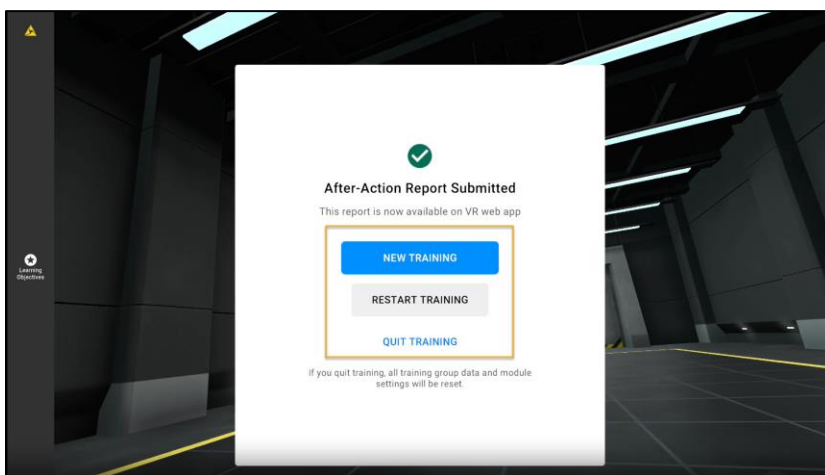 After-Action Report Submitted
This report is now available on VR web app
NEW TRAINING
RESTART TRAINING
QUIT TRAINING
If you quit training, all training group data and module
settings will be reset.
Learning
Objectives